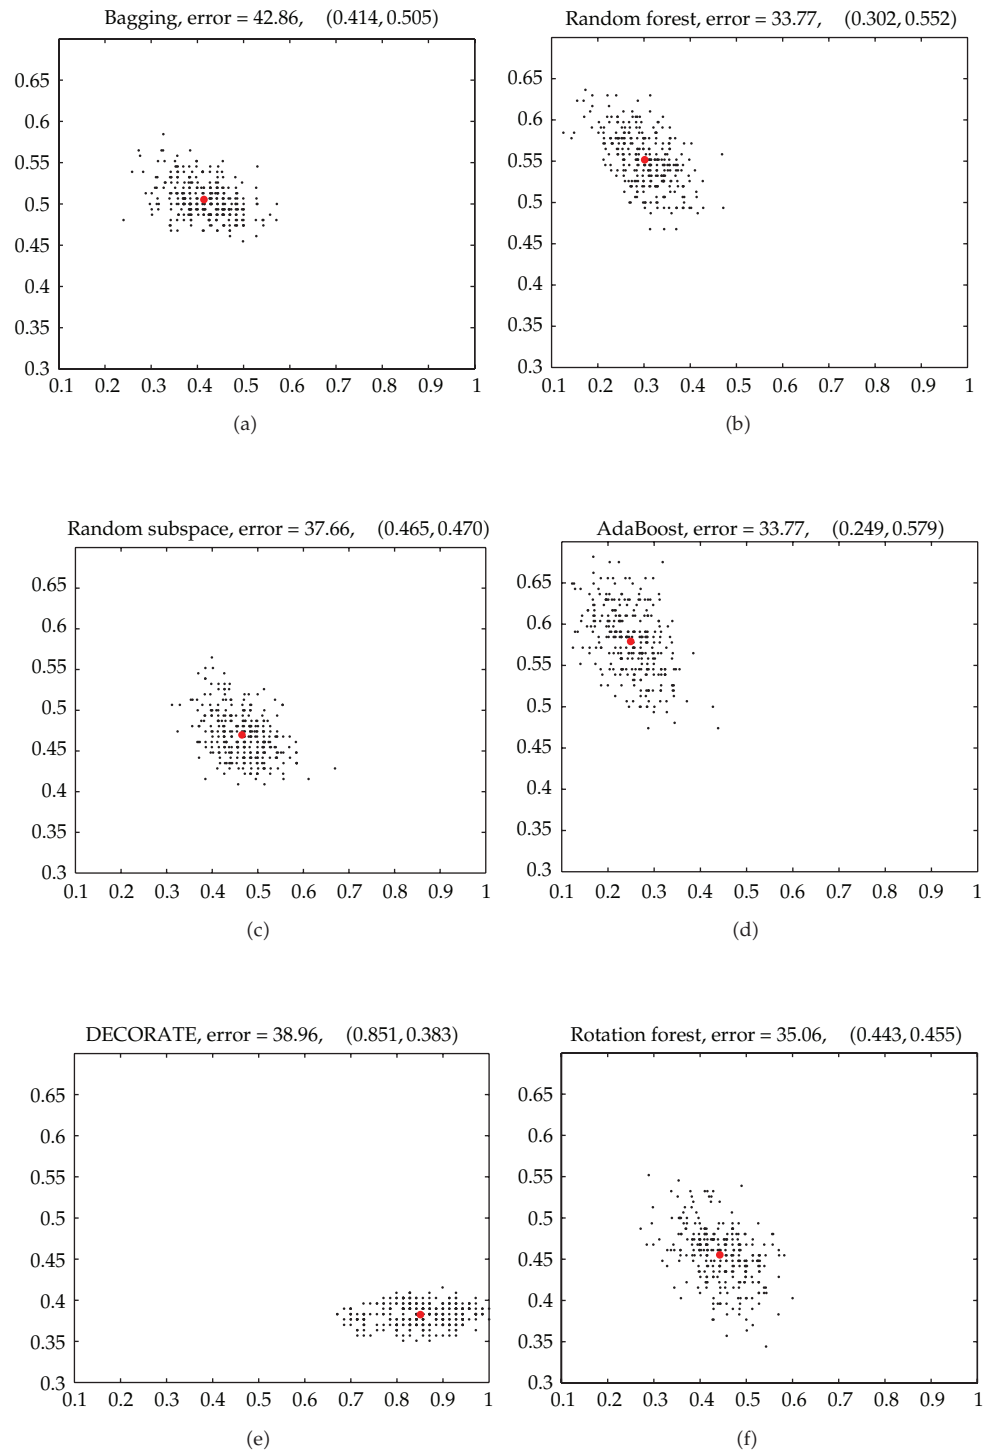 Bagging, error = 42.86, (0.414, 0.505)
0.65
0.6
0.55
0.5
0.45
0.4
0.35
0.3
0.1 0.2 0.3 0.4 0.5 0.6 0.7 0.8 0.9 1
(a)
Random forest, error = 33.77, (0.302, 0.552)
0.65
0.6
0.55
0.5
0.45
0.4
0.35
0.3
0.1 0.2 0.3 0.4 0.5 0.6 0.7 0.8 0.9 1
(b)
Random subspace, error = 37.66, (0.465, 0.470)
0.65
0.6
0.55
0.5
0.45
0.4
0.35
0.3
0.1 0.2 0.3 0.4 0.5 0.6 0.7 0.8 0.9 1
(c)
AdaBoost, error = 33.77, (0.249, 0.579)
0.65
0.6
0.55
0.5
0.45
0.4
0.35
0.3
0.1 0.2 0.3 0.4 0.5 0.6 0.7 0.8 0.9 1
(d)
DECORATE, error = 38.96, (0.851, 0.383)
0.65
0.6
0.55
0.5
0.45
0.4
0.35
0.3
0.1 0.2 0.3 0.4 0.5 0.6 0.7 0.8 0.9 1
(e)
Rotation forest, error = 35.06, (0.443, 0.455)
0.65
0.6
0.55
0.5
0.45
0.4
0.35
0.3
0.1 0.2 0.3 0.4 0.5 0.6 0.7 0.8 0.9 1
(f)